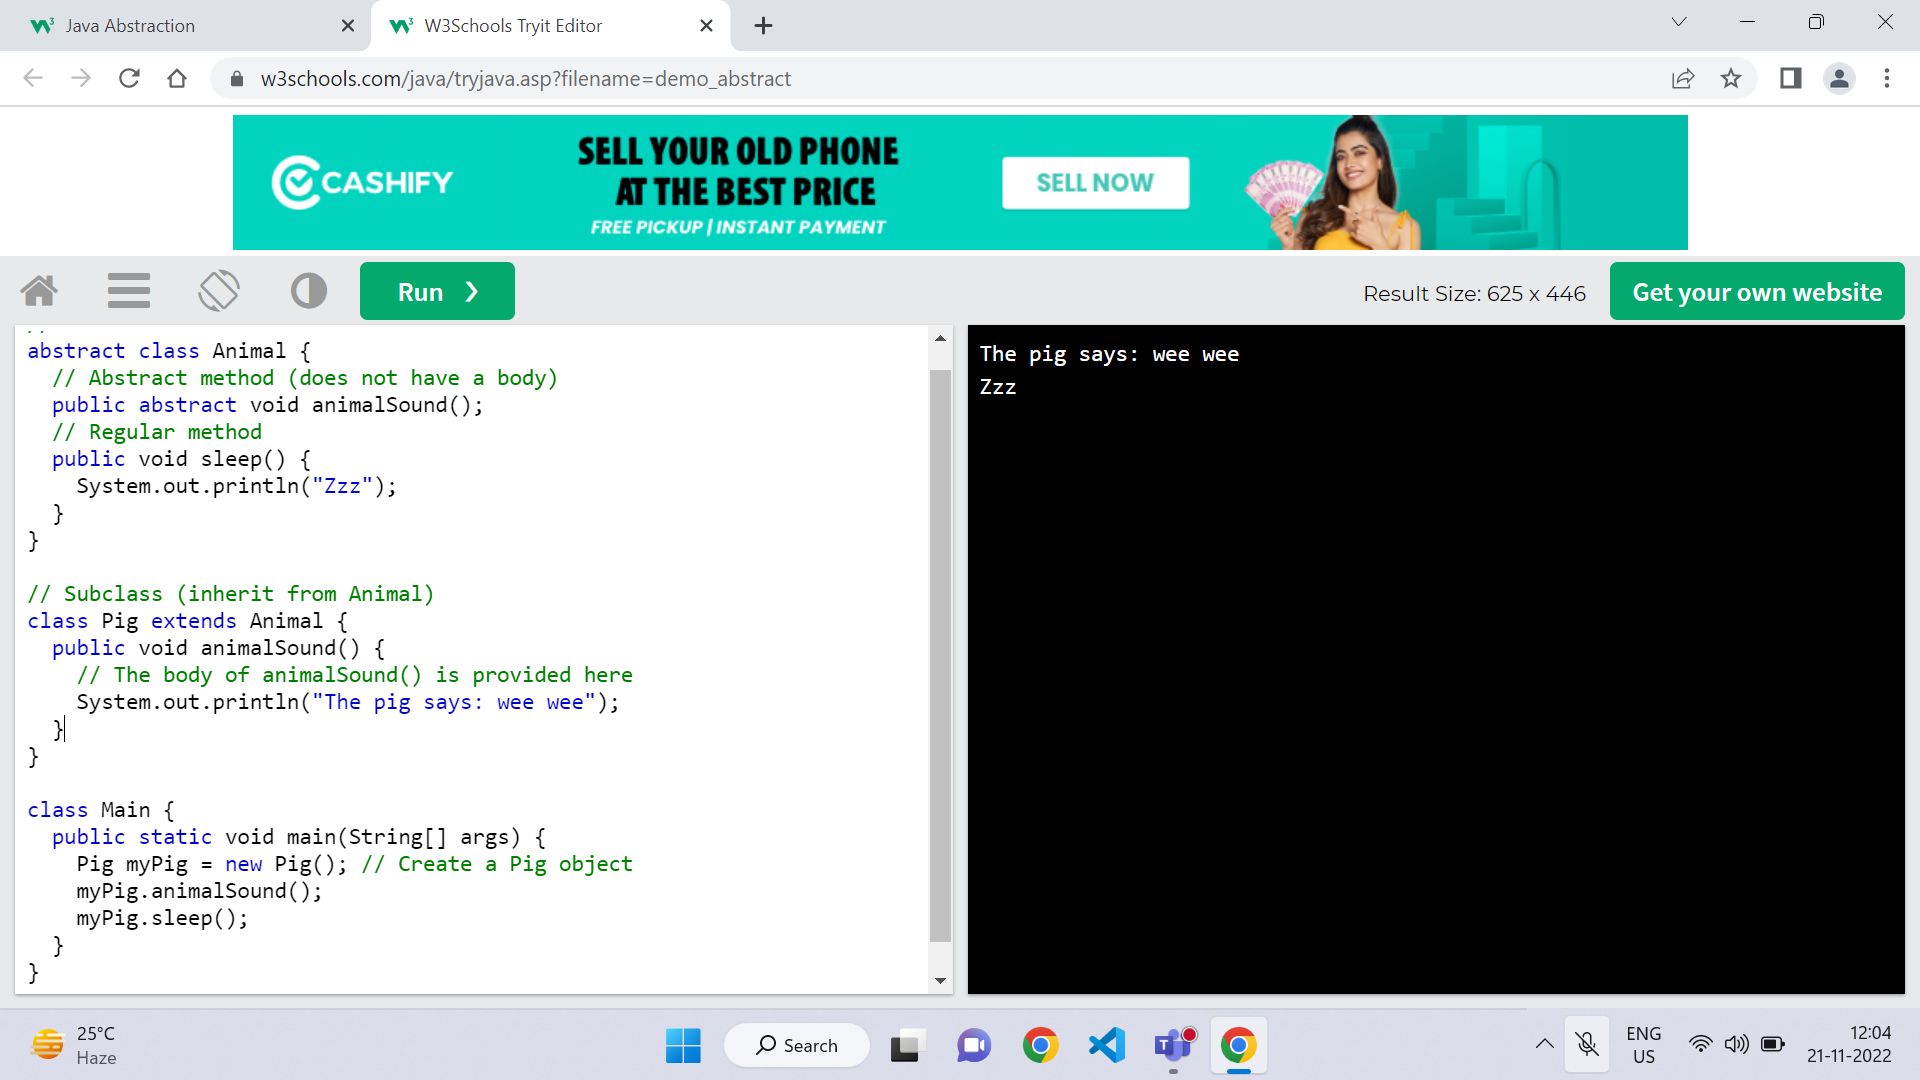 Java Abstraction
W3Schools Tryit Editor
w3schools.com/java/tryjava.asp?filename=demo_abstract
CASHIFY
SELL YOUR OLD PHONE
AT THE BEST PRICE
FREE PICKUP | INSTANT PAYMENT
SELL NOW
Run ❯
Result Size: 625 x 446
Get your own website
abstract class Animal {
  // Abstract method (does not have a body)
  public abstract void animalSound();
  // Regular method
  public void sleep() {
    System.out.println("Zzz");
  }
}

// Subclass (inherit from Animal)
class Pig extends Animal {
  public void animalSound() {
    // The body of animalSound() is provided here
    System.out.println("The pig says: wee wee");
  }
}

class Main {
  public static void main(String[] args) {
    Pig myPig = new Pig(); // Create a Pig object
    myPig.animalSound();
    myPig.sleep();
  }
}
The pig says: wee wee
Zzz
25°C
Haze
Search
ENG
US
12:04
21-11-2022